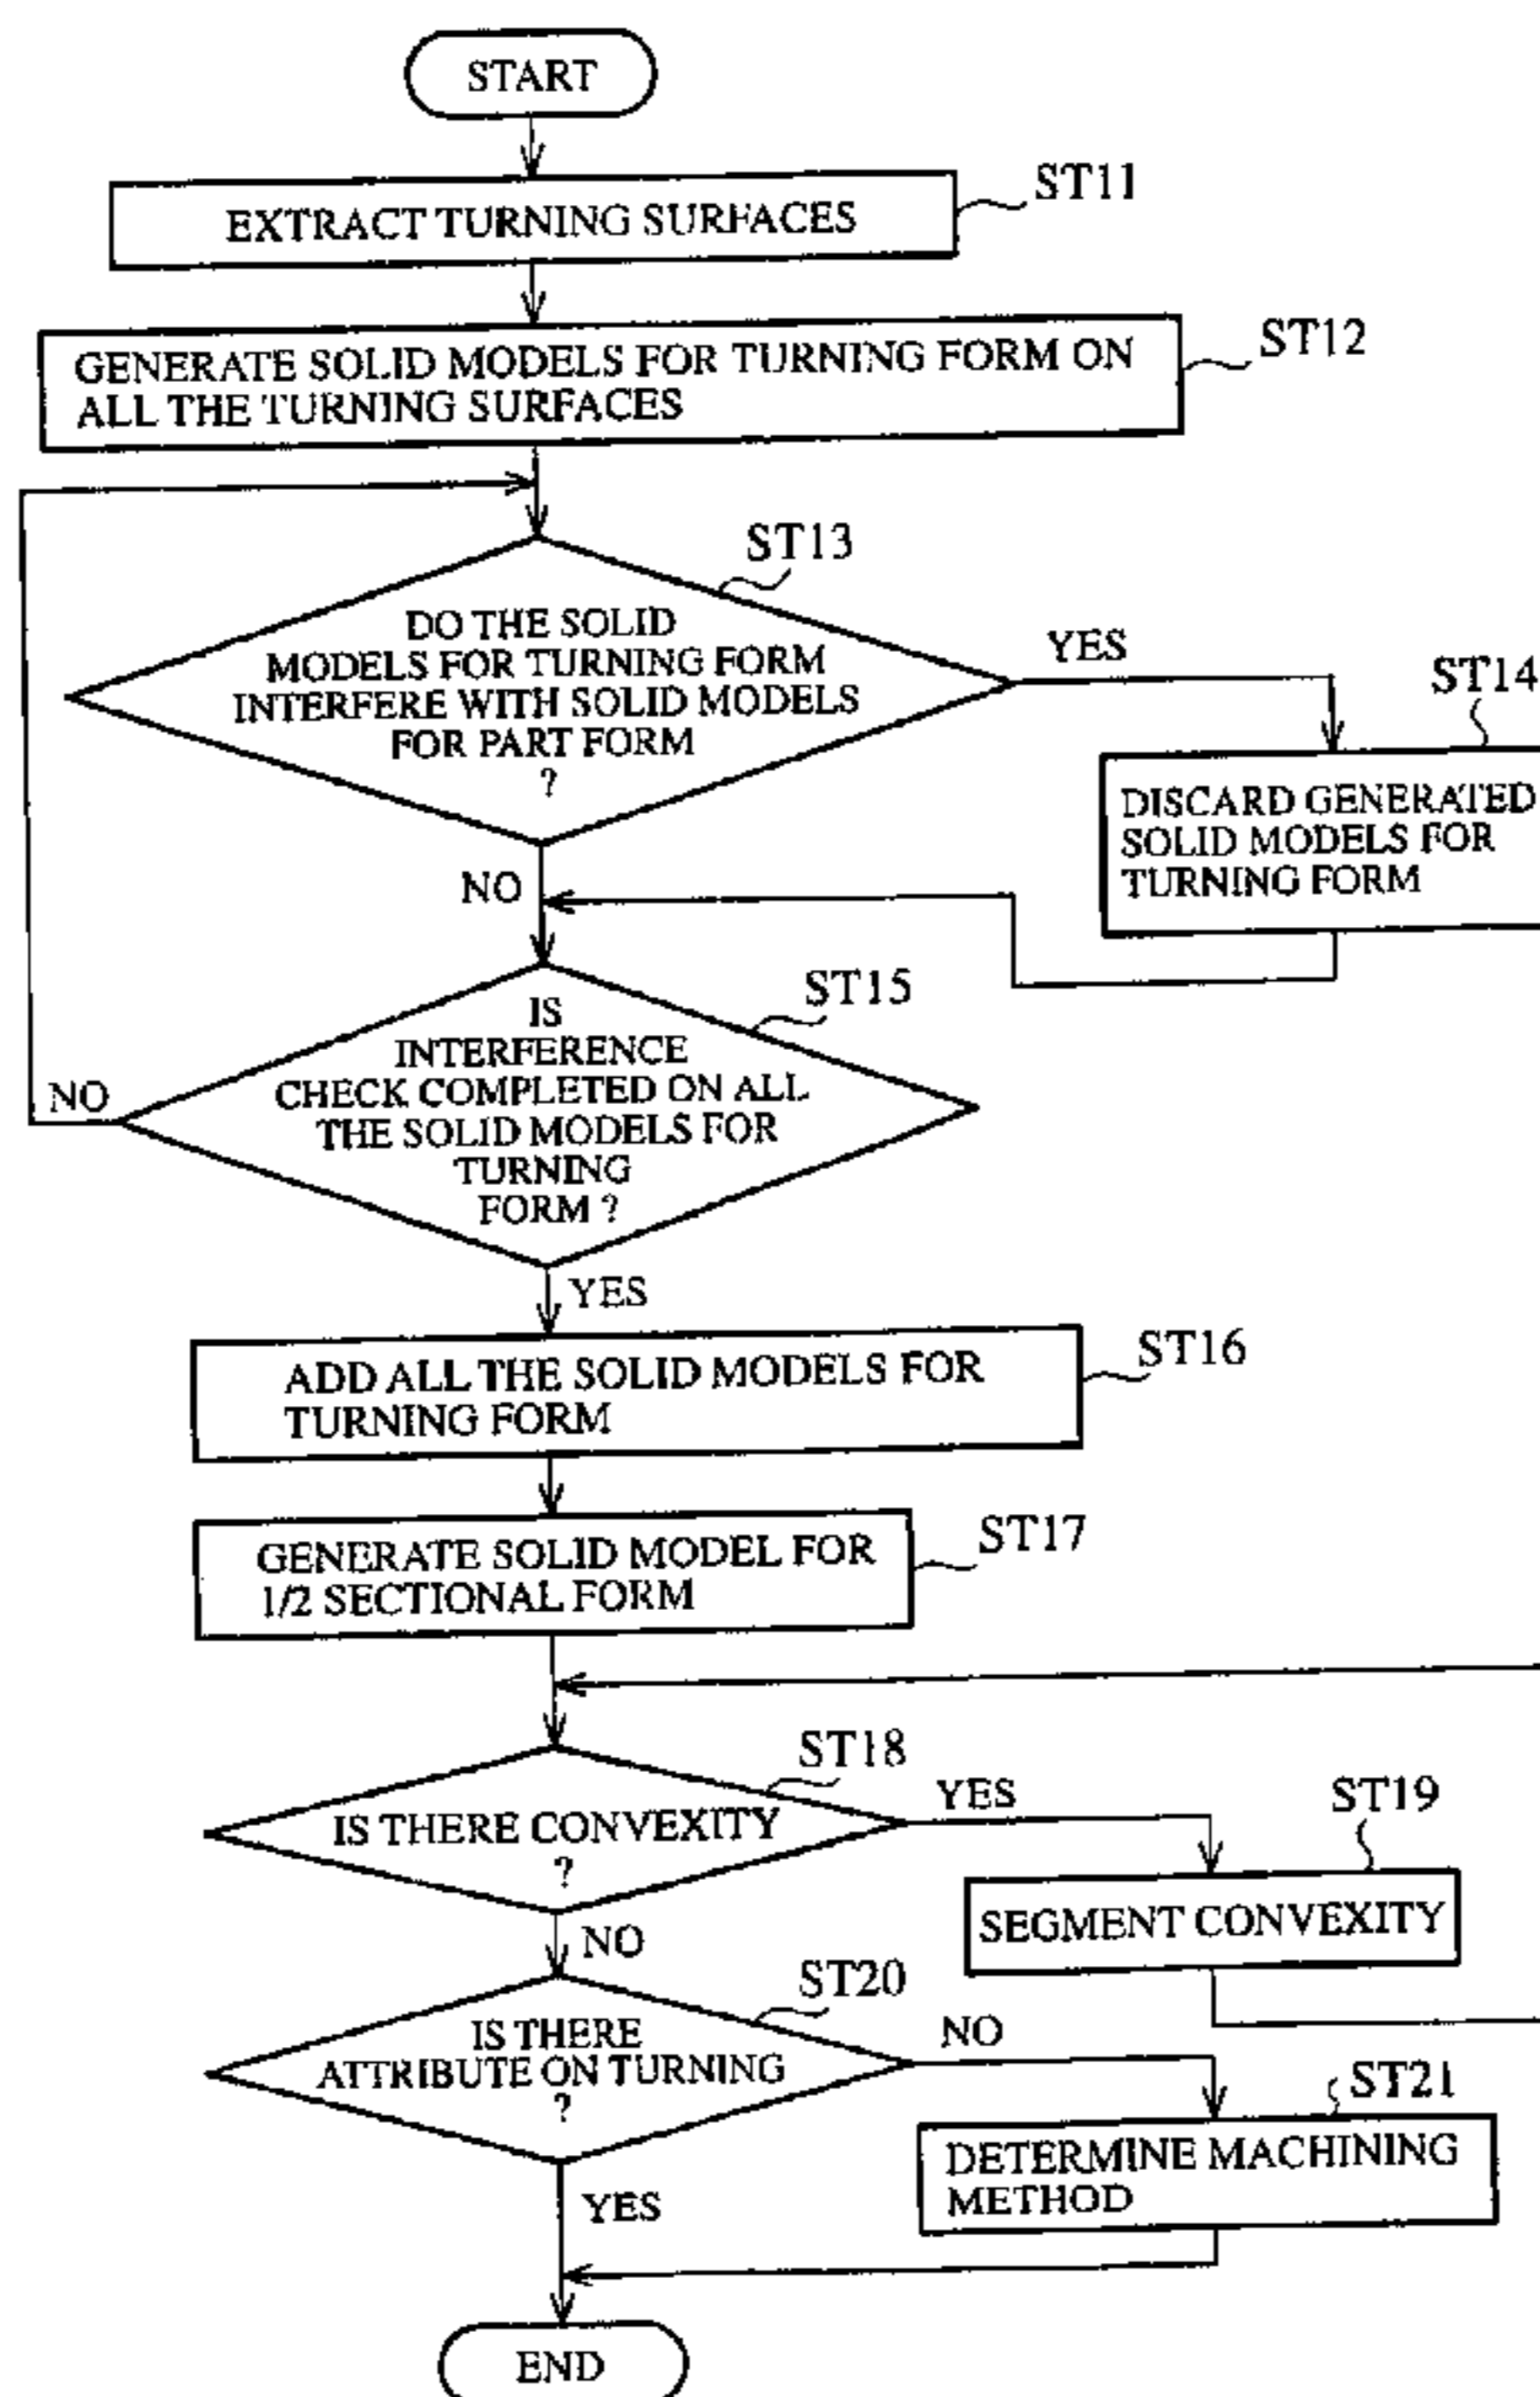 START
EXTRACT TURNING SURFACES
ST11
GENERATE SOLID MODELS FOR TURNING FORM ON
ALL THE TURNING SURFACES
ST12
ST13
DO THE SOLID
MODELS FOR TURNING FORM
INTERFERE WITH SOLID MODELS
FOR PART FORM
?
YES
ST14
DISCARD GENERATED
SOLID MODELS FOR
TURNING FORM
NO
ST15
IS
INTERFERENCE
CHECK COMPLETED ON ALL
THE SOLID MODELS FOR
TURNING
FORM ?
NO
YES
ADD ALL THE SOLID MODELS FOR
TURNING FORM
ST16
GENERATE SOLID MODEL FOR
1/2 SECTIONAL FORM
ST17
ST18
IS THERE CONVEXITY
?
YES
ST19
SEGMENT CONVEXITY
NO
ST20
IS THERE
ATTRIBUTE ON TURNING
?
NO
ST21
DETERMINE MACHINING
METHOD
YES
END